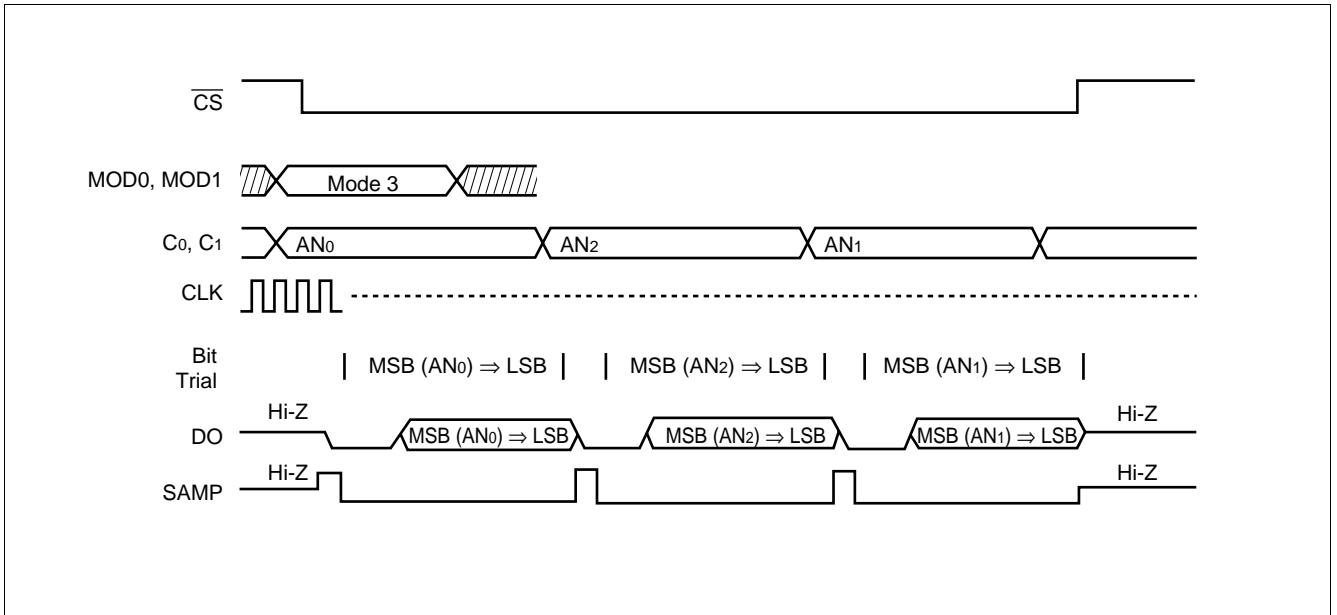 CS
MOD0, MOD1
Mode 3
C0, C1
AN0
AN2
AN1
CLK
Bit
Trial
MSB (AN0) ⇒ LSB
MSB (AN2) ⇒ LSB
MSB (AN1) ⇒ LSB
DO
Hi-Z
MSB (AN0) ⇒ LSB
MSB (AN2) ⇒ LSB
MSB (AN1) ⇒ LSB
Hi-Z
SAMP
Hi-Z
Hi-Z